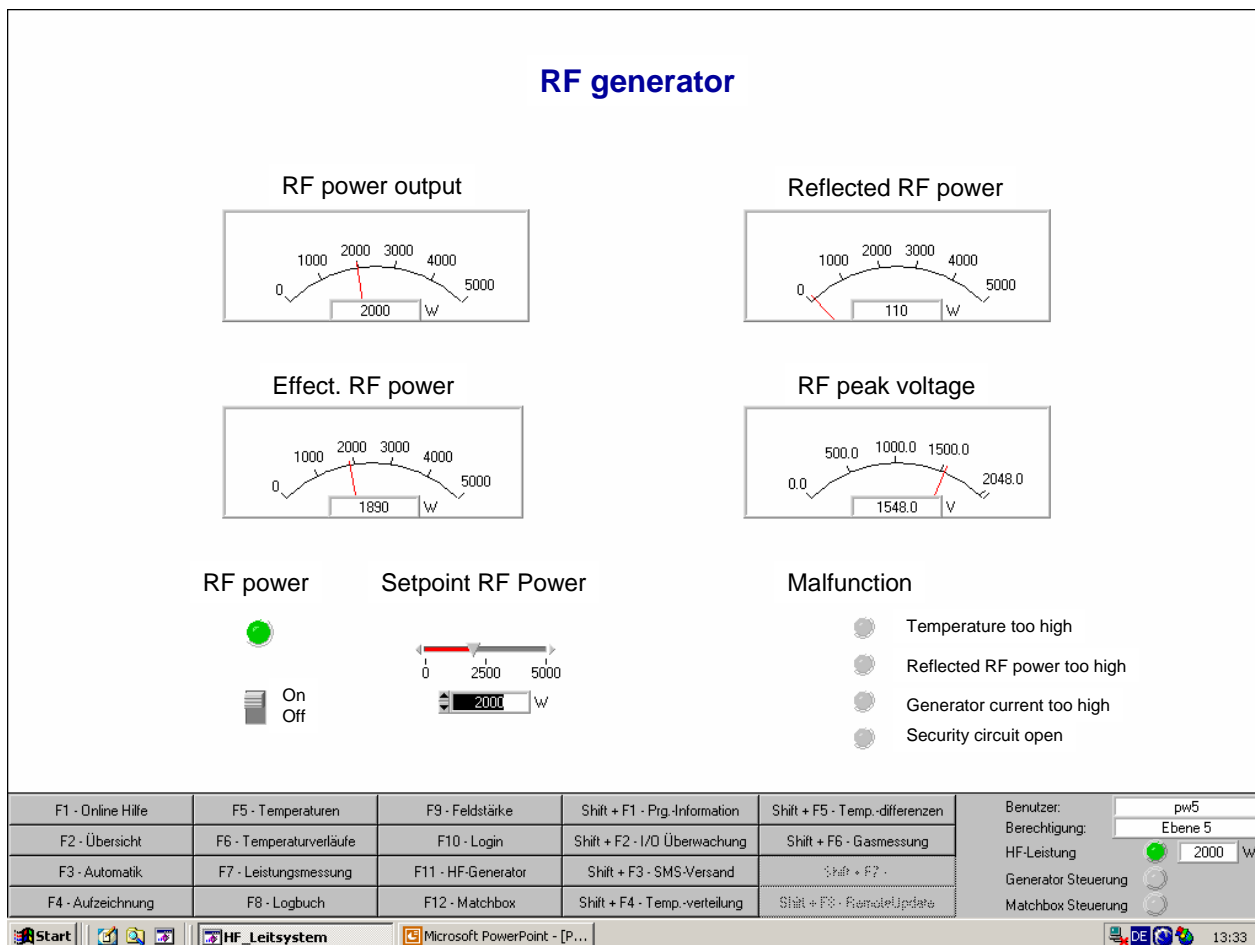 RF generator
RF power output
0 1000 2000 3000 4000 5000
2000 W
Reflected RF power
0 1000 2000 3000 4000 5000
110 W
Effect. RF power
0 1000 2000 3000 4000 5000
1890 W
RF peak voltage
0.0 500.0 1000.0 1500.0 2048.0
1548.0 V
RF power
On
Off
Setpoint RF Power
0 2500 5000
2000 W
Malfunction
Temperature too high
Reflected RF power too high
Generator current too high
Security circuit open
F1 - Online Hilfe F5 - Temperaturen F9 - Feldstärke Shift + F1 - Prg.-Information Shift + F5 - Temp.-differenzen
F2 - Übersicht F6 - Temperaturverläufe F10 - Login Shift + F2 - I/O Überwachung Shift + F6 - Gasmessung
F3 - Automatik F7 - Leistungsmessung F11 - HF-Generator Shift + F3 - SMS-Versand Shift + F7 -
F4 - Aufzeichnung F8 - Logbuch F12 - Matchbox Shift + F4 - Temp.-verteilung Shift + F8 - RemoteUpdate
Benutzer: pw5
Berechtigung: Ebene 5
HF-Leistung 2000 W
Generator Steuerung
Matchbox Steuerung
Start HF_Leitsystem Microsoft PowerPoint - [P... DE 13:33